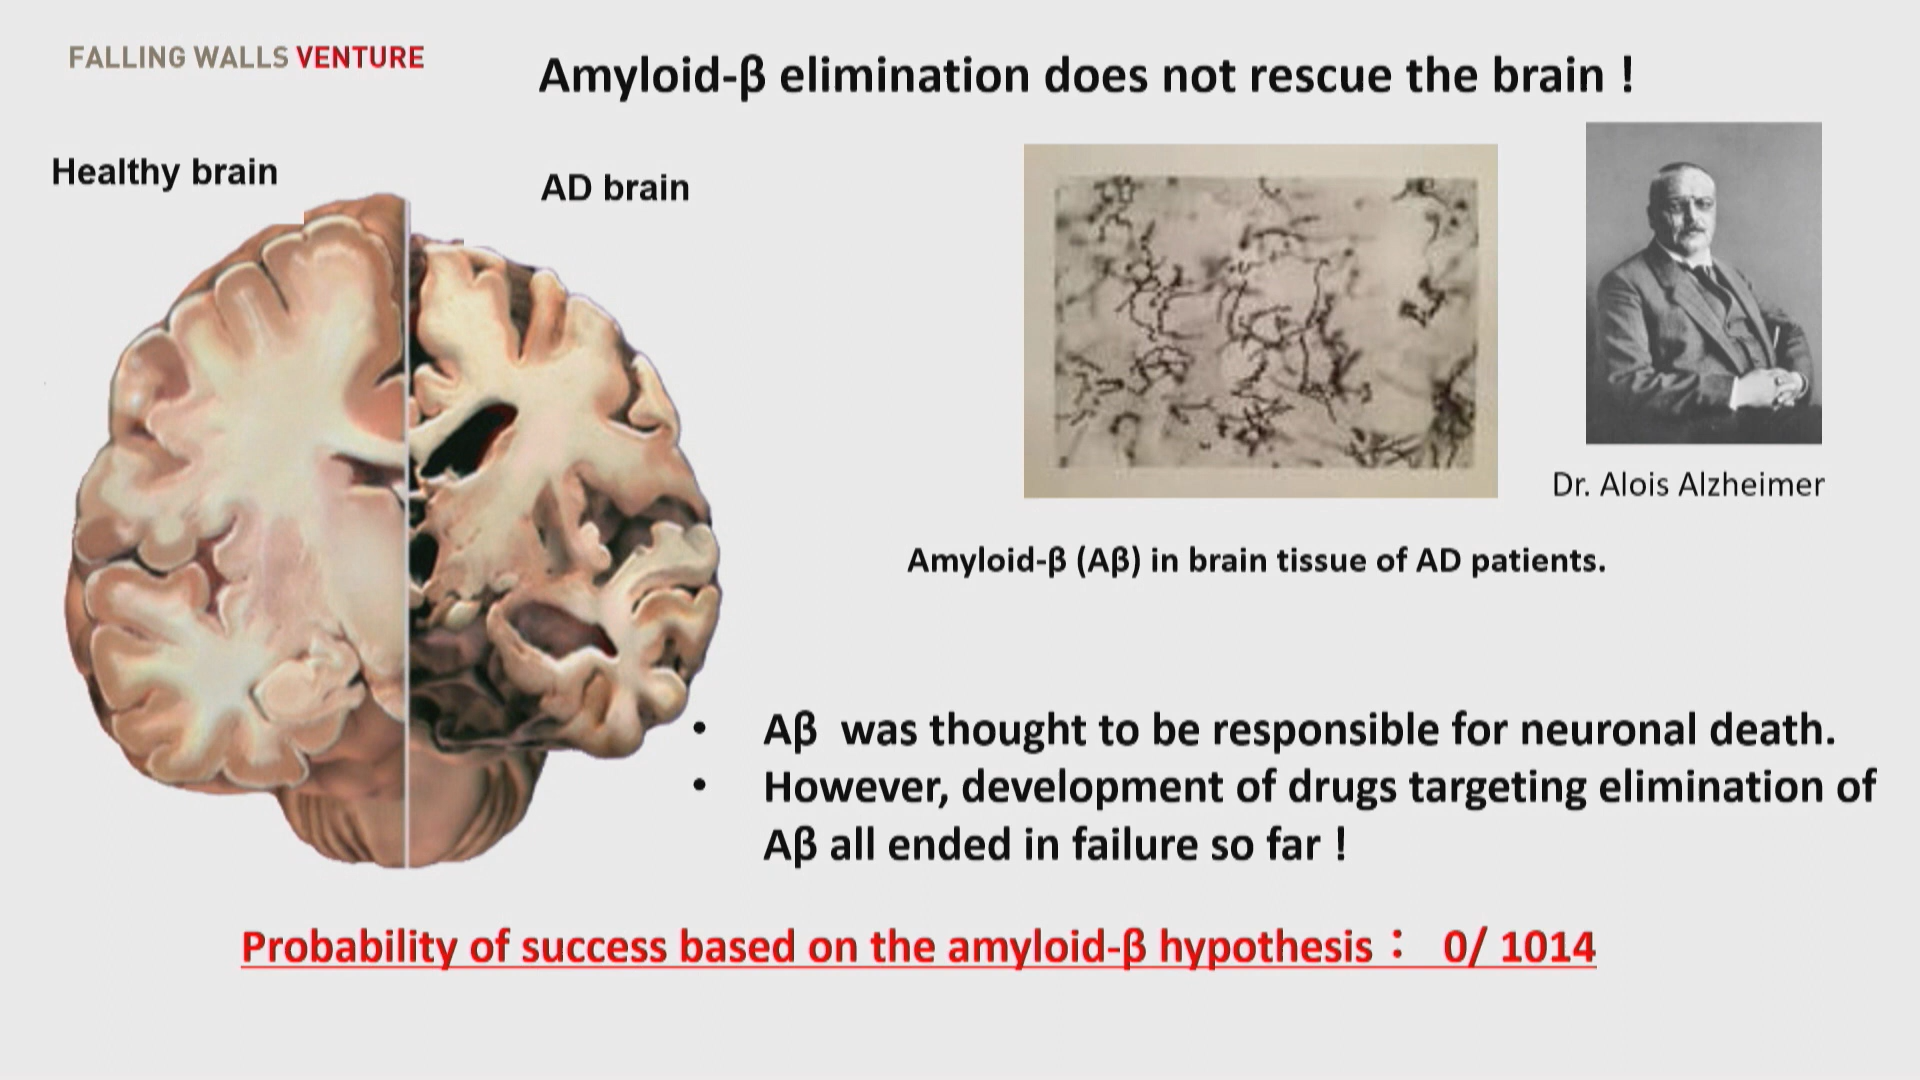 FALLING WALLS VENTURE
Amyloid-β elimination does not rescue the brain !
Healthy brain
AD brain
Dr. Alois Alzheimer
Amyloid-β (Aβ) in brain tissue of AD patients.
• Aβ was thought to be responsible for neuronal death.
• However, development of drugs targeting elimination of
Aβ all ended in failure so far !
Probability of success based on the amyloid-β hypothesis： 0/ 1014